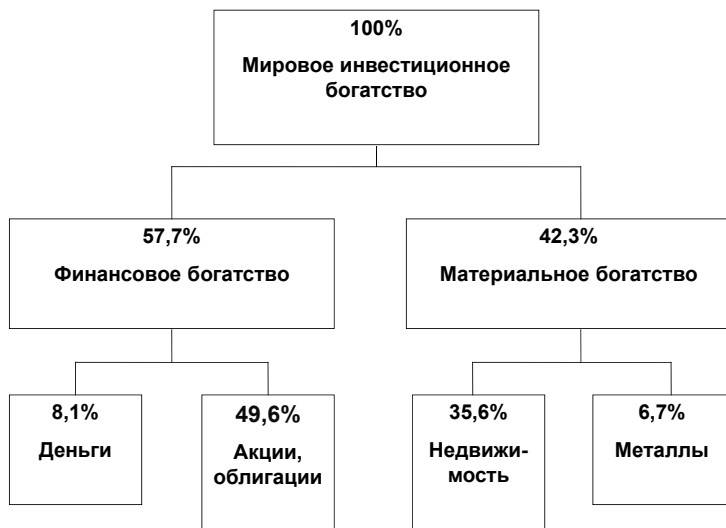 100%
Мировое инвестиционное
богатство
57,7%
Финансовое богатство
42,3%
Материальное богатство
8,1%
Деньги
49,6%
Акции,
облигации
35,6%
Недвижи-
мость
6,7%
Металлы